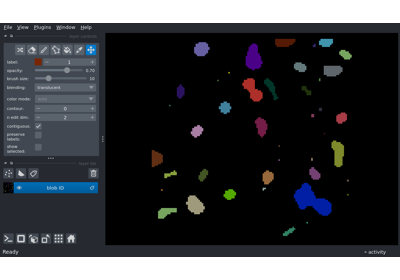 File View Plugins Window Help
layer controls
label: 1
opacity: 0.70
brush size: 10
blending: translucent
color mode: auto
contour: 0
n edit dim: 2
contiguous:
preserve labels:
show selected:
layer list
blob ID
Ready
activity